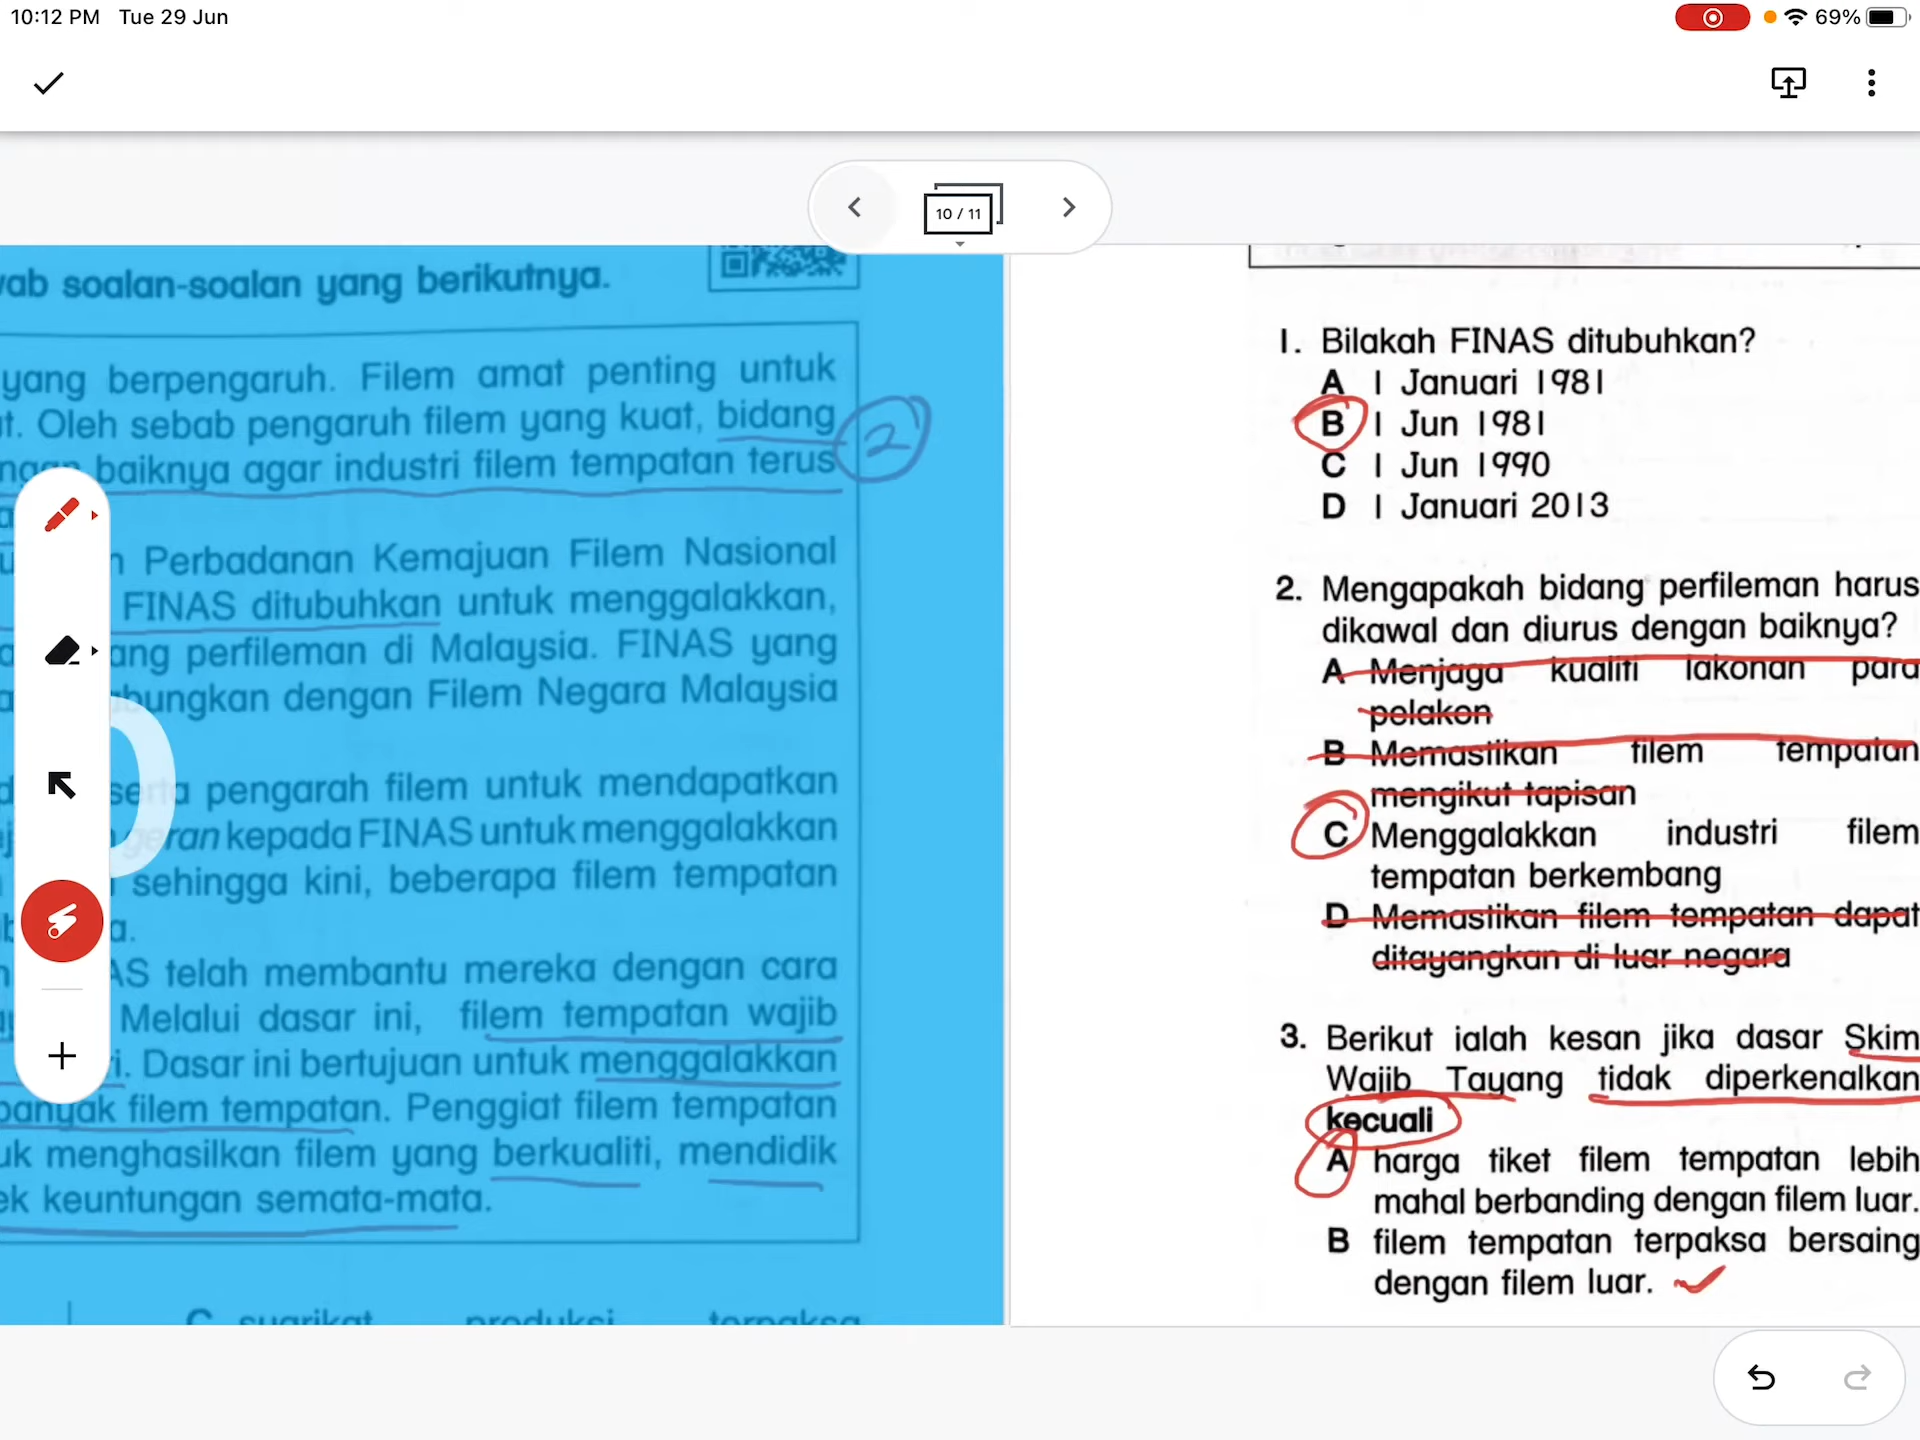 10:12 PM Tue 29 Jun
69%
10 / 11
soalan-soalan yang berikutnya.
yang berpengaruh. Filem amat penting untuk
Oleh sebab pengaruh filem yang kuat, bidang
2
baiknya agar industri filem tempatan terus
Perbadanan Kemajuan Filem Nasional
FINAS ditubuhkan untuk menggalakkan,
perfileman di Malaysia. FINAS yang
dengan Filem Negara Malaysia
pengarah filem untuk mendapatkan
geran kepada FINAS untuk menggalakkan
sehingga kini, beberapa filem tempatan
telah membantu mereka dengan cara
Melalui dasar ini, filem tempatan wajib
Dasar ini bertujuan untuk menggalakkan
banyak filem tempatan. Penggiat filem tempatan
menghasilkan filem yang berkualiti, mendidik
keuntungan semata-mata.
1. Bilakah FINAS ditubuhkan?
A 1 Januari 1981
B 1 Jun 1981
C 1 Jun 1990
D 1 Januari 2013
2. Mengapakah bidang perfileman harus
dikawal dan diurus dengan baiknya?
A Menjaga kualiti lakonan para
pelakon
B Memastikan filem tempatan
mengikut tapisan
C Menggalakkan industri filem
tempatan berkembang
D Memastikan filem tempatan dapat
ditayangkan di luar negara
3. Berikut ialah kesan jika dasar Skim
Wajib Tayang tidak diperkenalkan
kecuali
A harga tiket filem tempatan lebih
mahal berbanding dengan filem luar.
B filem tempatan terpaksa bersaing
dengan filem luar.